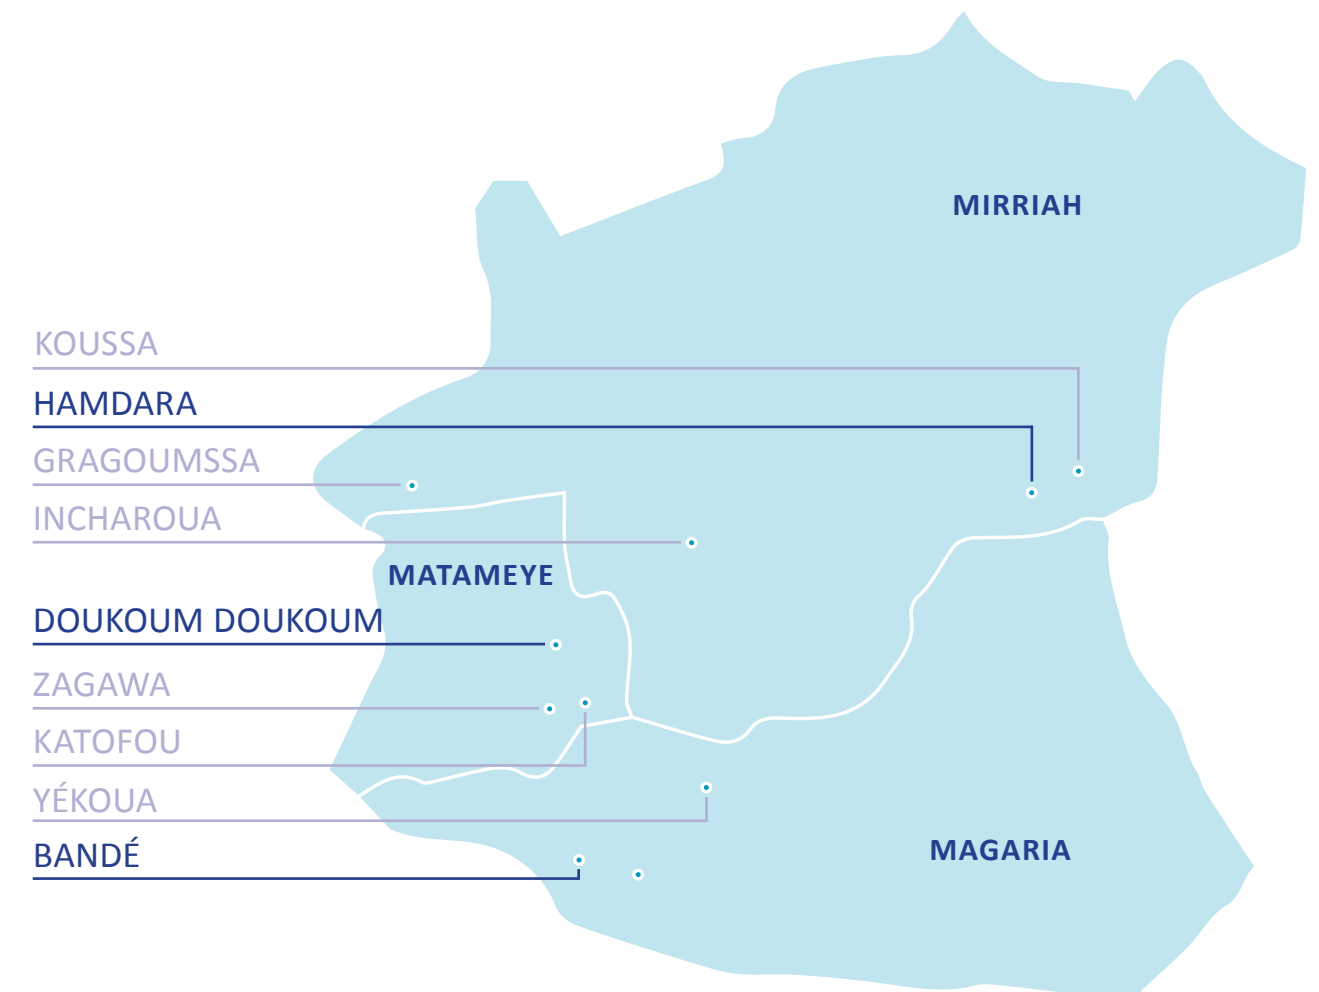 MIRRIAH
KOUSSA
HAMDARA
GRAGOUMSSA
INCHAROUA
MATAMEYE
DOUKOUM DOUKOUM
ZAGAWA
KATOFOU
YÉKOUA
MAGARIA
BANDÉ